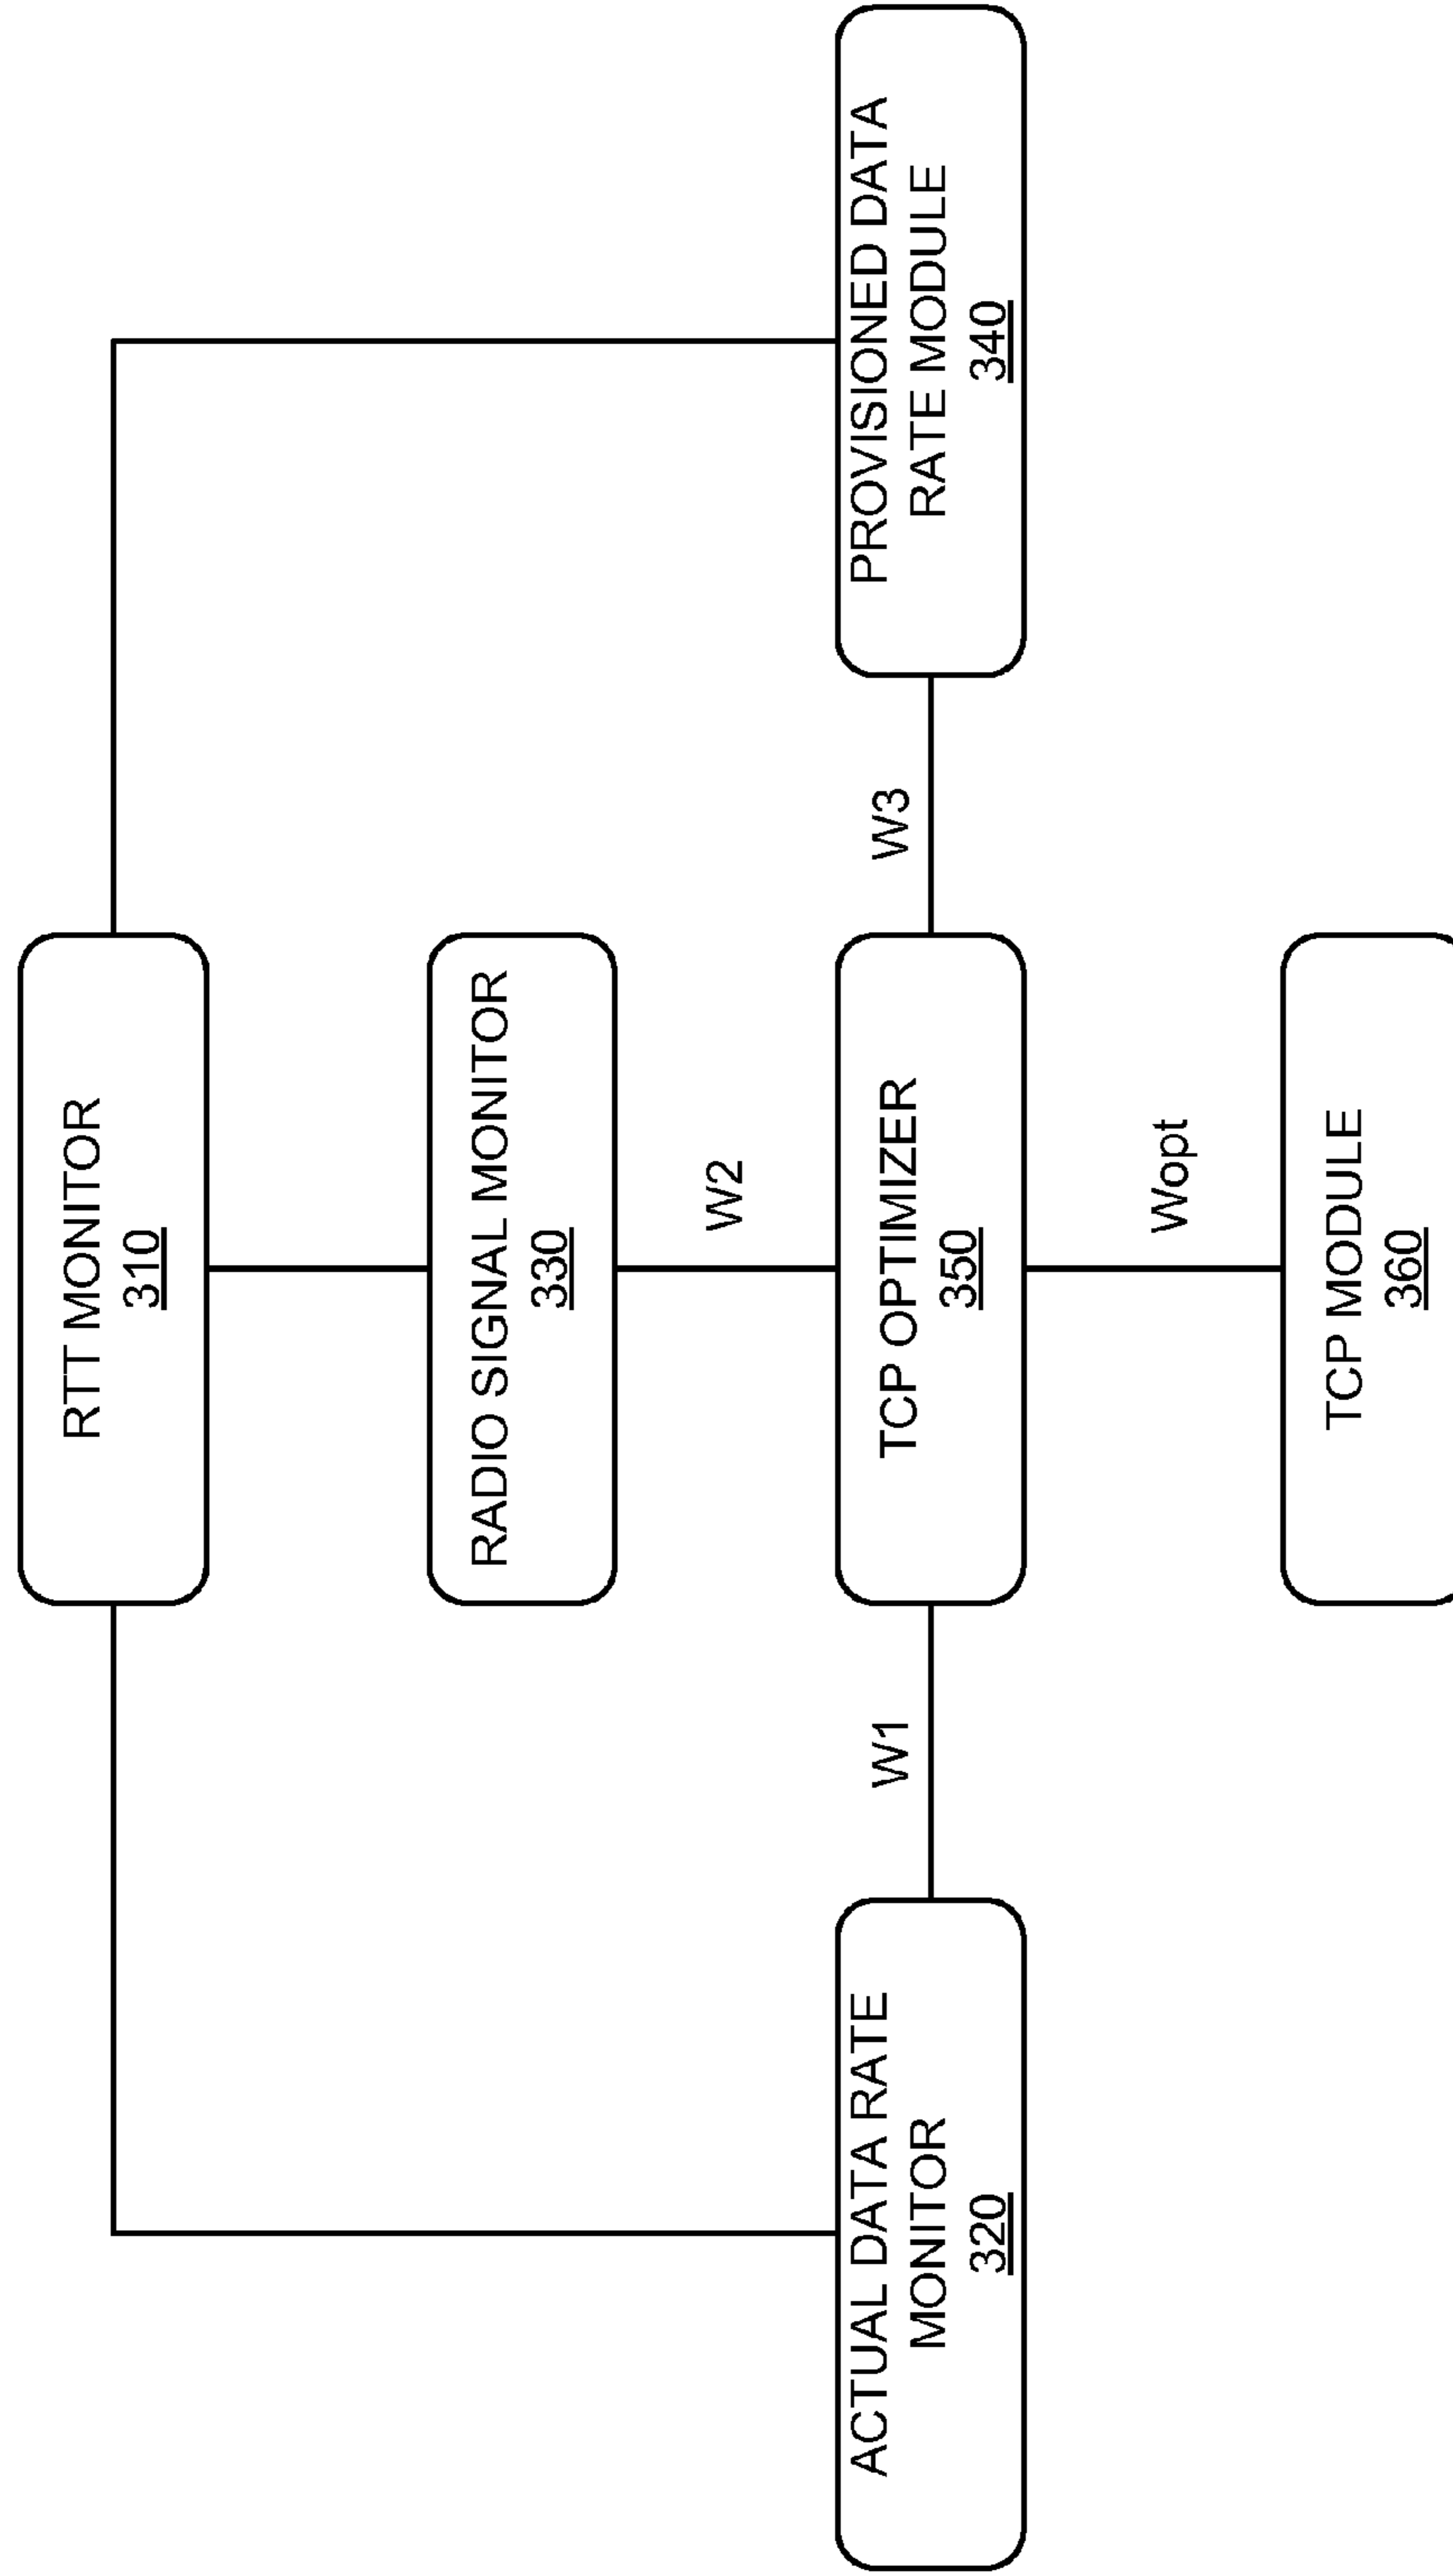 RTT MONITOR
310
RADIO SIGNAL MONITOR
330
W2
ACTUAL DATA RATE
MONITOR
320
W1
TCP OPTIMIZER
350
W3
PROVISIONED DATA
RATE MODULE
340
Wopt
TCP MODULE
360